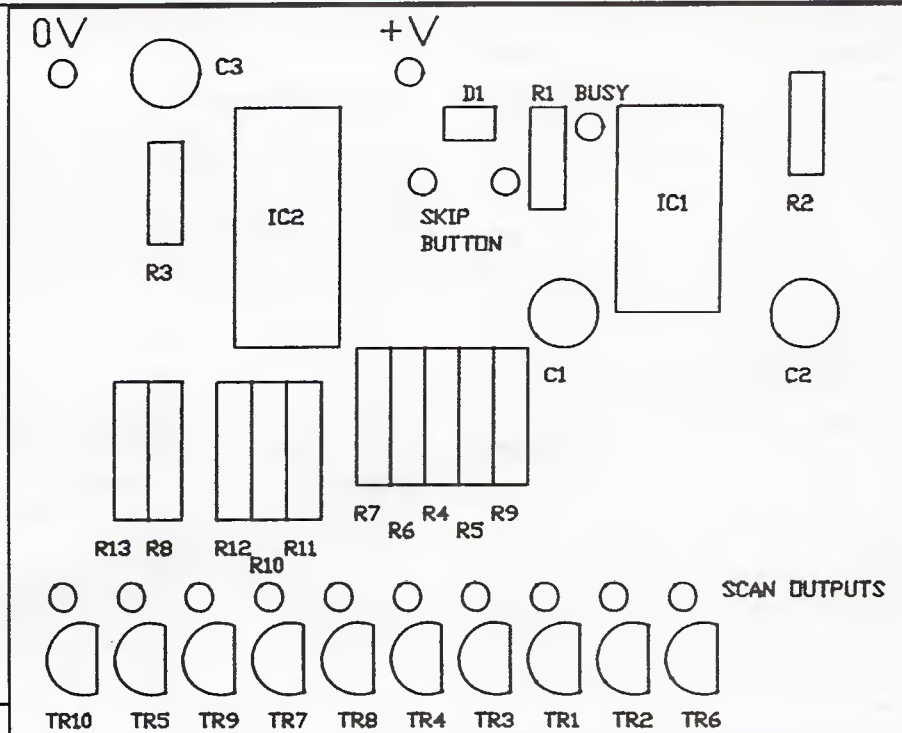 0V
+V
C3
D1
R1
BUSY
IC2
SKIP
BUTTON
IC1
R2
R3
C1
C2
R7
R6
R4
R5
R9
R13
R8
R12
R10
R11
SCAN OUTPUTS
TR10
TR5
TR9
TR7
TR8
TR4
TR3
TR1
TR2
TR6